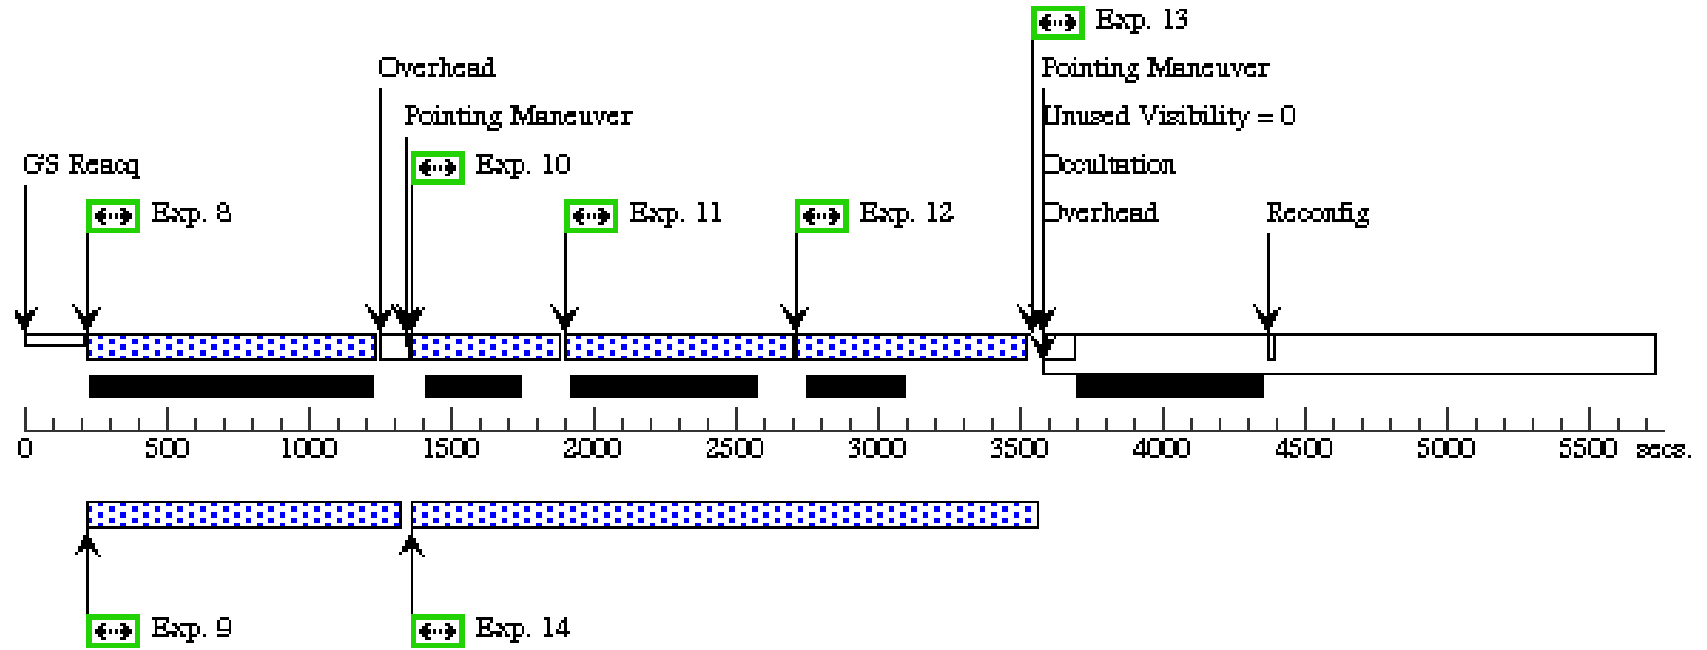 Exp. 13
Overhead
Pointing Maneuver
Pointing Maneuver
Unused Visibility = 0
GS Reacq
Exp. 10
Occultation
Exp. 8
Exp. 11
Exp. 12
Overhead
Reconfig
0 500 1000 1500 2000 2500 3000 3500 4000 4500 5000 5500 secs.
Exp. 9
Exp. 14